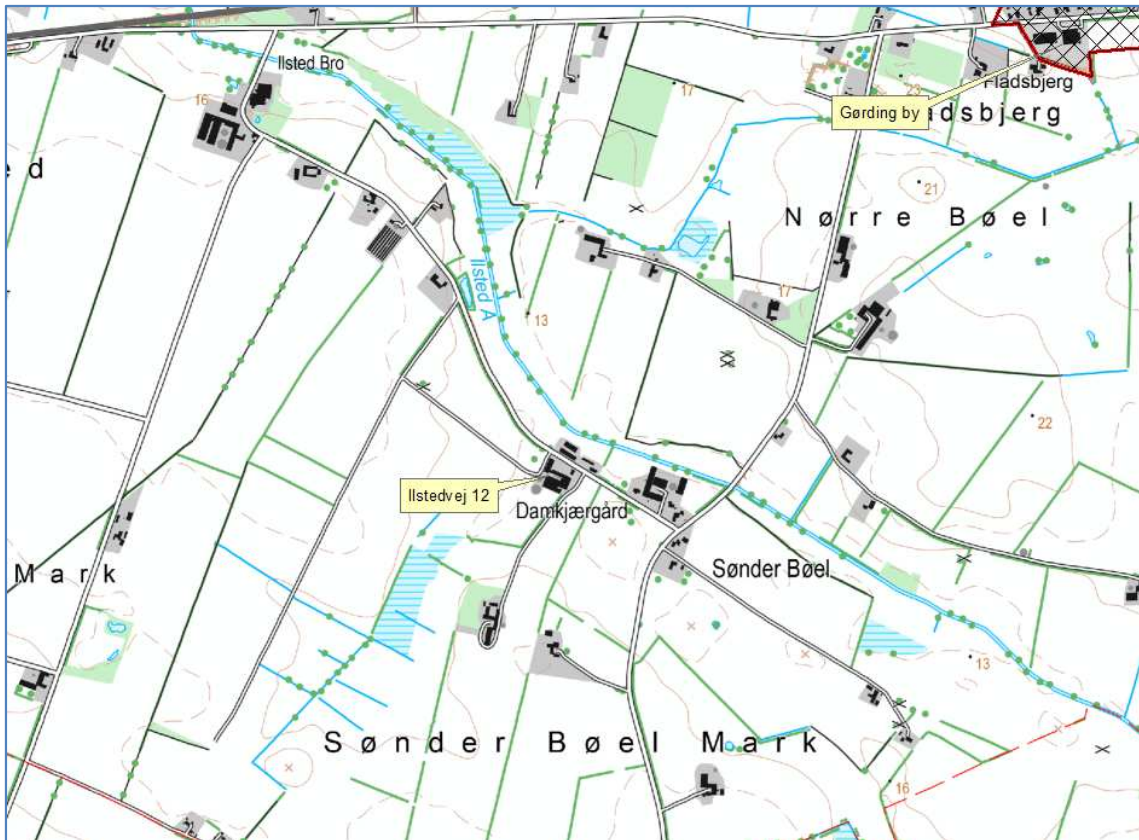 Ilsted Bro
16
17
23
Fladsbjerg
Gørding by
adsbjerg
21
e d
Nørre Bøel
Ilsted Å
13
17
22
Ilstedvej 12
Damkjærgård
Sønder Bøel
Mark
13
Sønder Bøel Mark
16